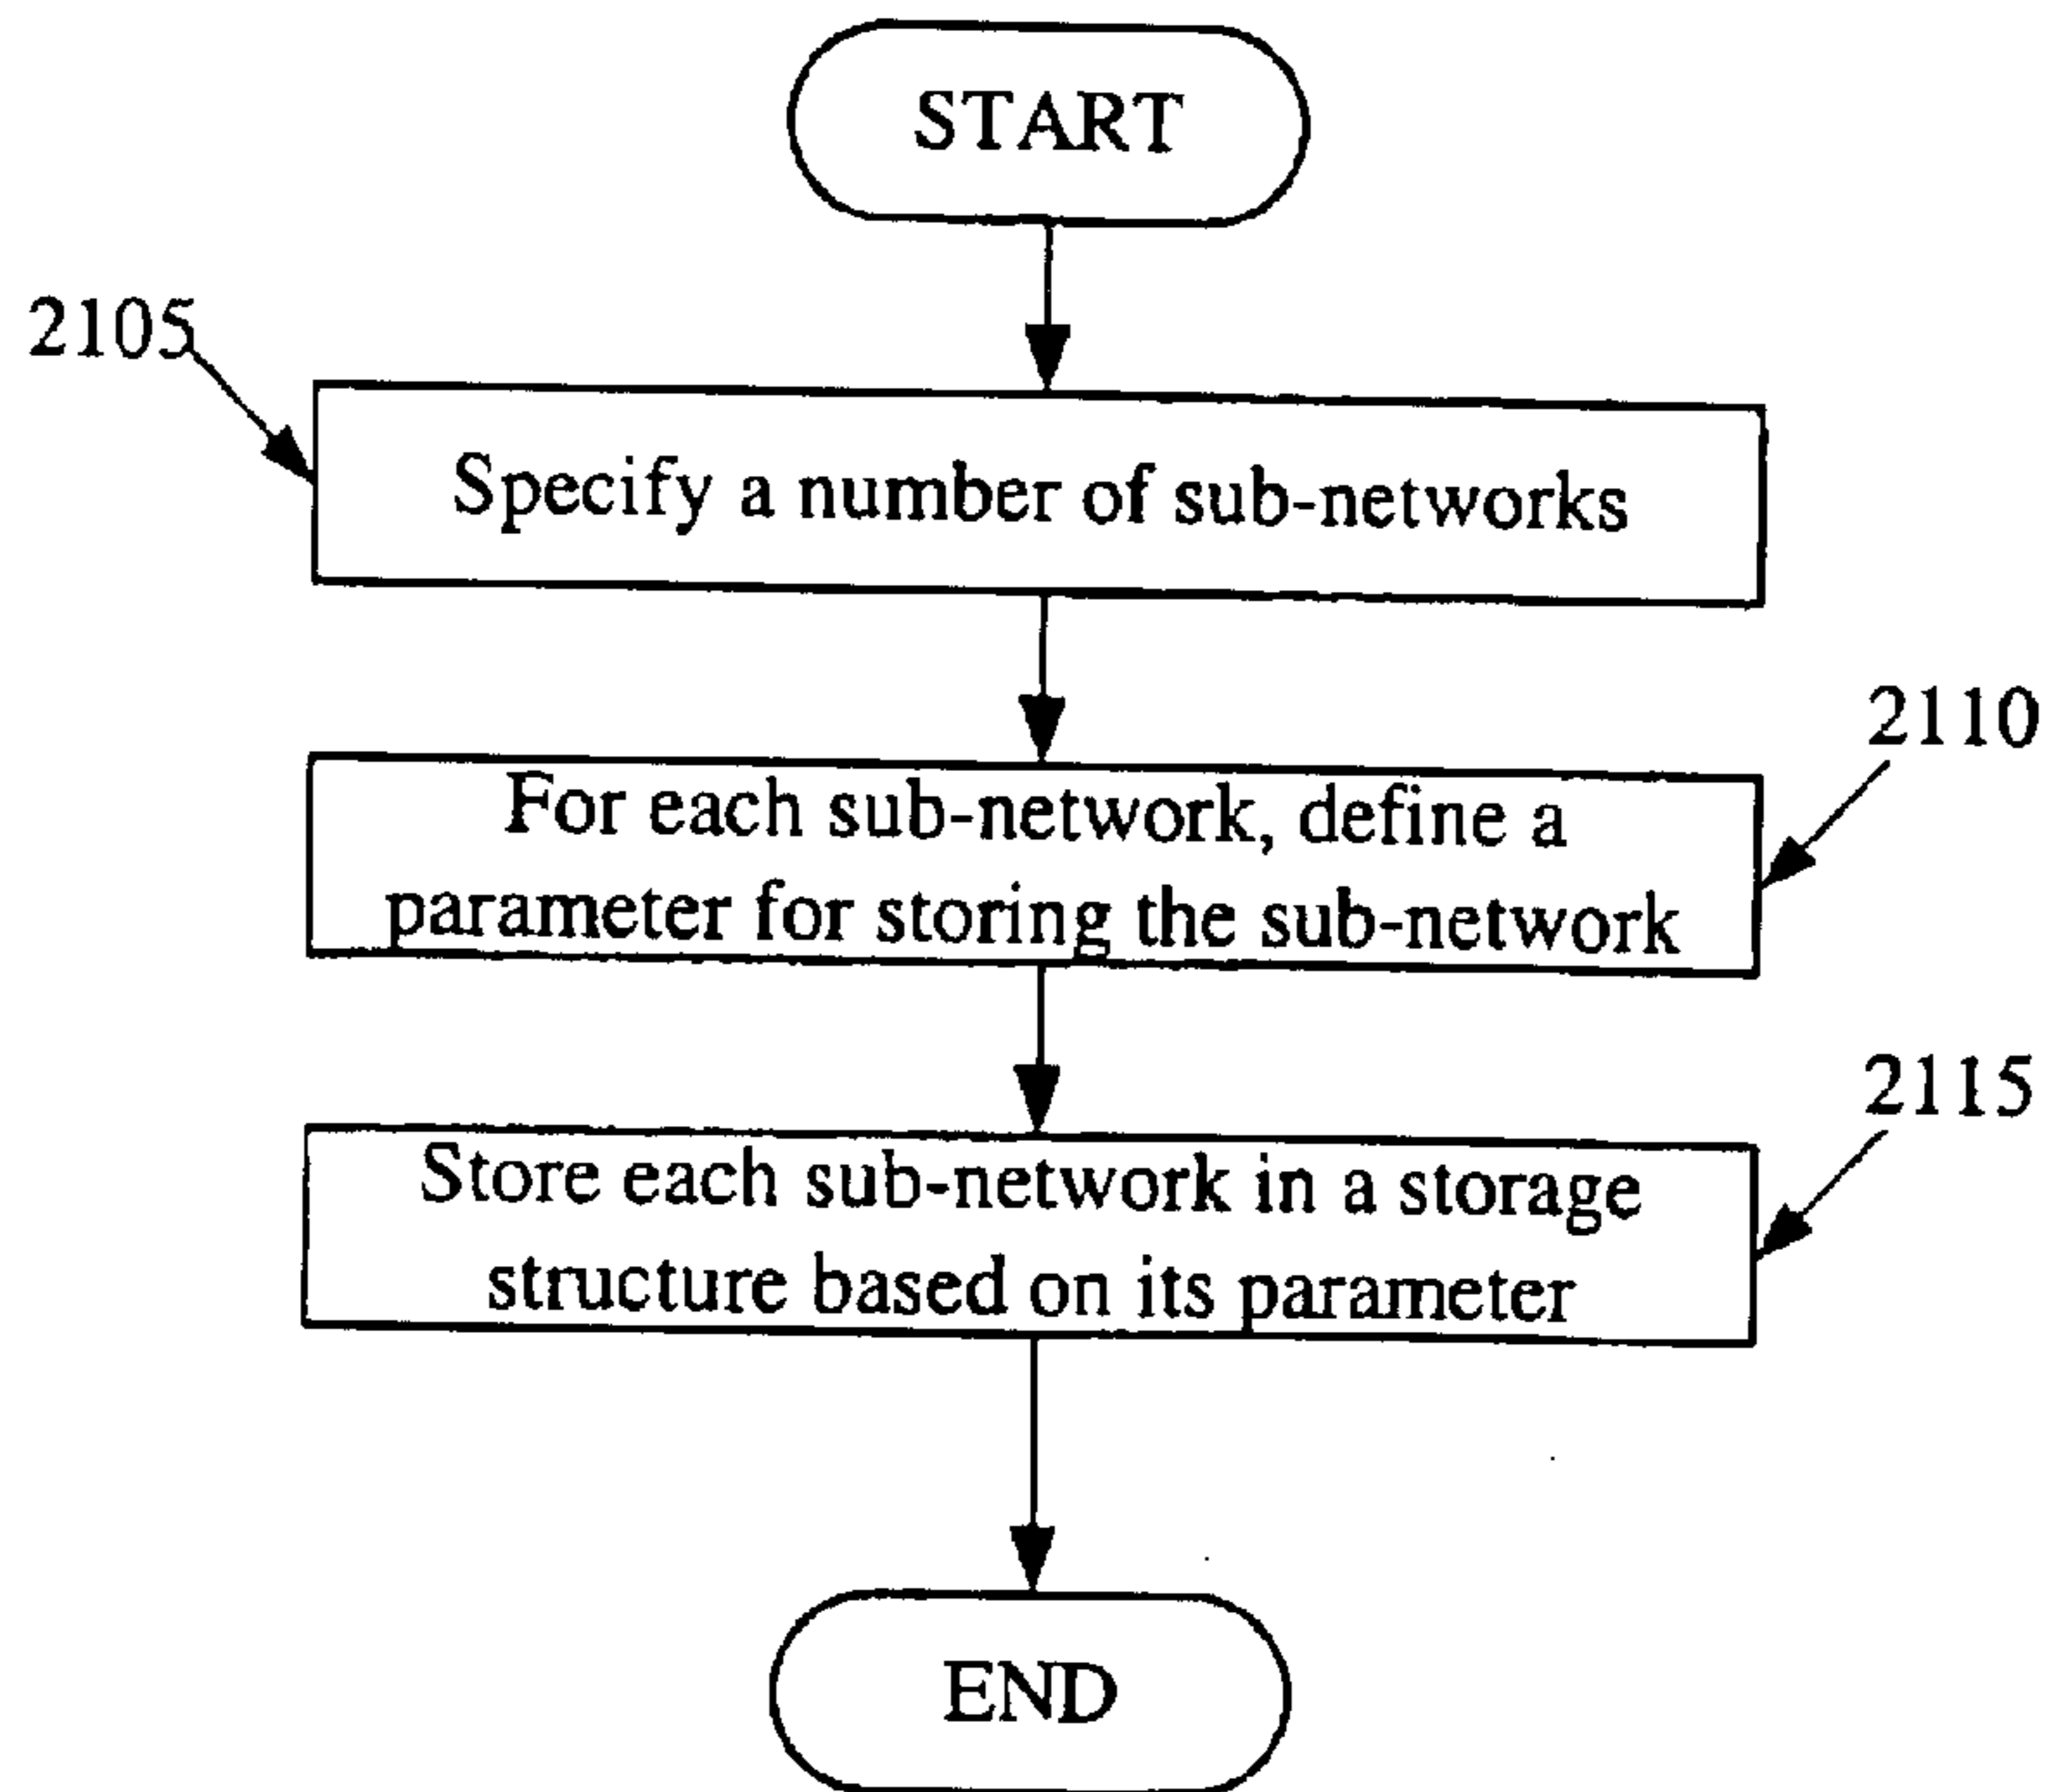 START
2105
Specify a number of sub-networks
2110
For each sub-network, define a
parameter for storing the sub-network
2115
Store each sub-network in a storage
structure based on its parameter
END